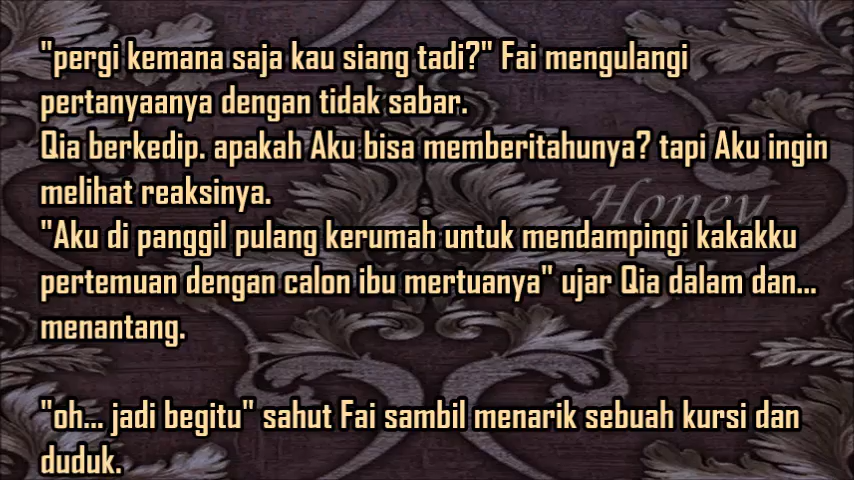 "pergi kemana saja kau siang tadi?" Fai mengulangi
pertanyaanya dengan tidak sabar.
Qia berkedip. apakah Aku bisa memberitahunya? tapi Aku ingin
melihat reaksinya.
Honey
"Aku di panggil pulang kerumah untuk mendampingi kakakku
pertemuan dengan calon ibu mertuanya" ujar Qia dalam dan...
menantang.
"oh... jadi begitu" sahut Fai sambil menarik sebuah kursi dan
duduk.